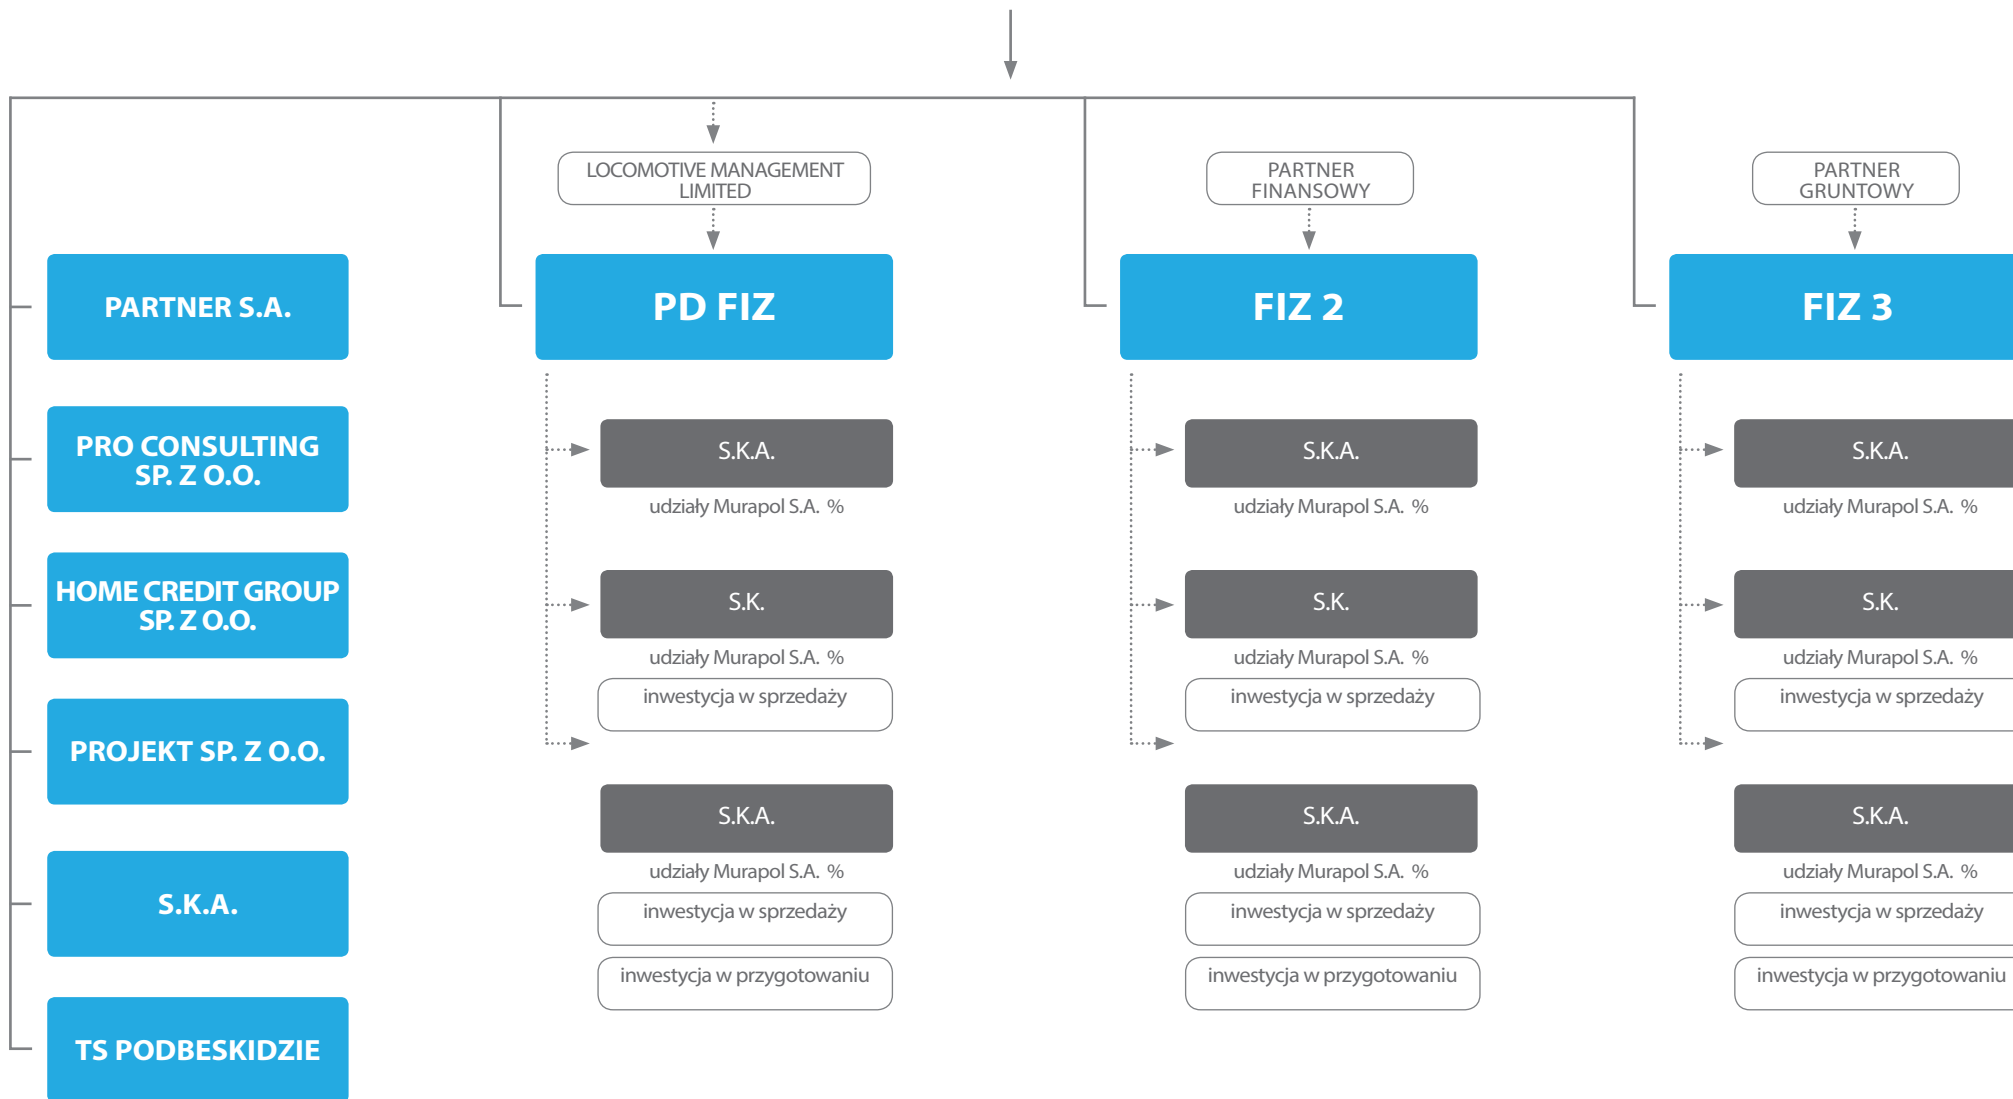 LOCOMOTIVE MANAGEMENT
LIMITED
PARTNER
FINANSOWY
PARTNER
GRUNTOWY
PARTNER S.A.
PRO CONSULTING
SP. Z O.O.
HOME CREDIT GROUP
SP. Z O.O.
PROJEKT SP. Z O.O.
S.K.A.
TS PODBESKIDZIE
PD FIZ
S.K.A.
udziały Murapol S.A. %
S.K.
udziały Murapol S.A. %
inwestycja w sprzedaży
S.K.A.
udziały Murapol S.A. %
inwestycja w sprzedaży
inwestycja w przygotowaniu
FIZ 2
S.K.A.
udziały Murapol S.A. %
S.K.
udziały Murapol S.A. %
inwestycja w sprzedaży
S.K.A.
udziały Murapol S.A. %
inwestycja w sprzedaży
inwestycja w przygotowaniu
FIZ 3
S.K.A.
udziały Murapol S.A. %
S.K.
udziały Murapol S.A. %
inwestycja w sprzedaży
S.K.A.
udziały Murapol S.A. %
inwestycja w sprzedaży
inwestycja w przygotowaniu